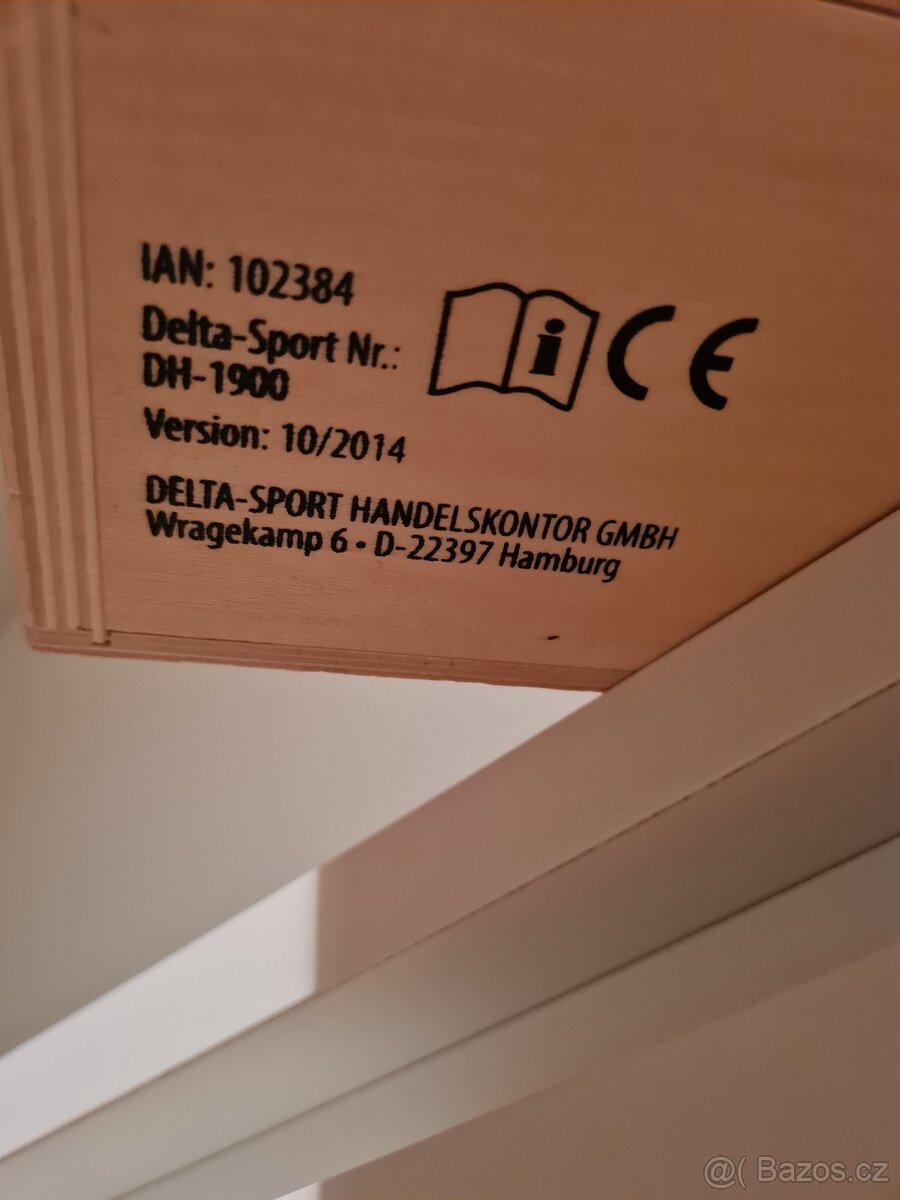 IAN: 102384
Delta-Sport Nr.:
DH-1900
Version: 10/2014
DELTA-SPORT HANDELSKONTOR GMBH
Wragekamp 6 • D-22397 Hamburg
i
CE
@( Bazos.cz